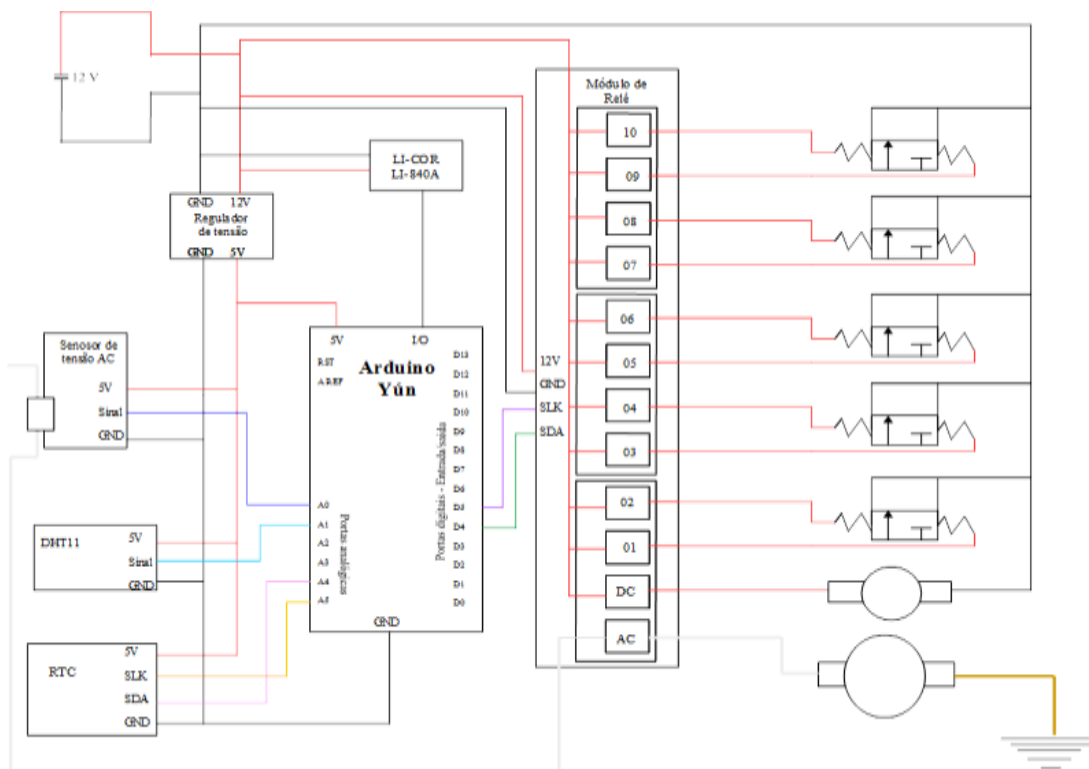 12 V
Módulo de
Relé
10
09
08
07
06
05
04
03
02
01
DC
AC
12V
GND
SLK
SDA
LI-COR
LI-840A
GND 12V
Regulador
de tensão
GND 5V
Senosor de
tensão AC
5V
Sinal
GND
DHT11
5V
Sinal
GND
RTC
5V
SLK
SDA
GND
5V
I/O
RST
AREF
Arduino
Yún
D13
D12
D11
D10
D9
D8
D7
D6
D5
D4
D3
D2
D1
D0
Portas digitais - Entrada/saída
A0
A1
A2
A3
A4
A5
Portas analógicas
GND